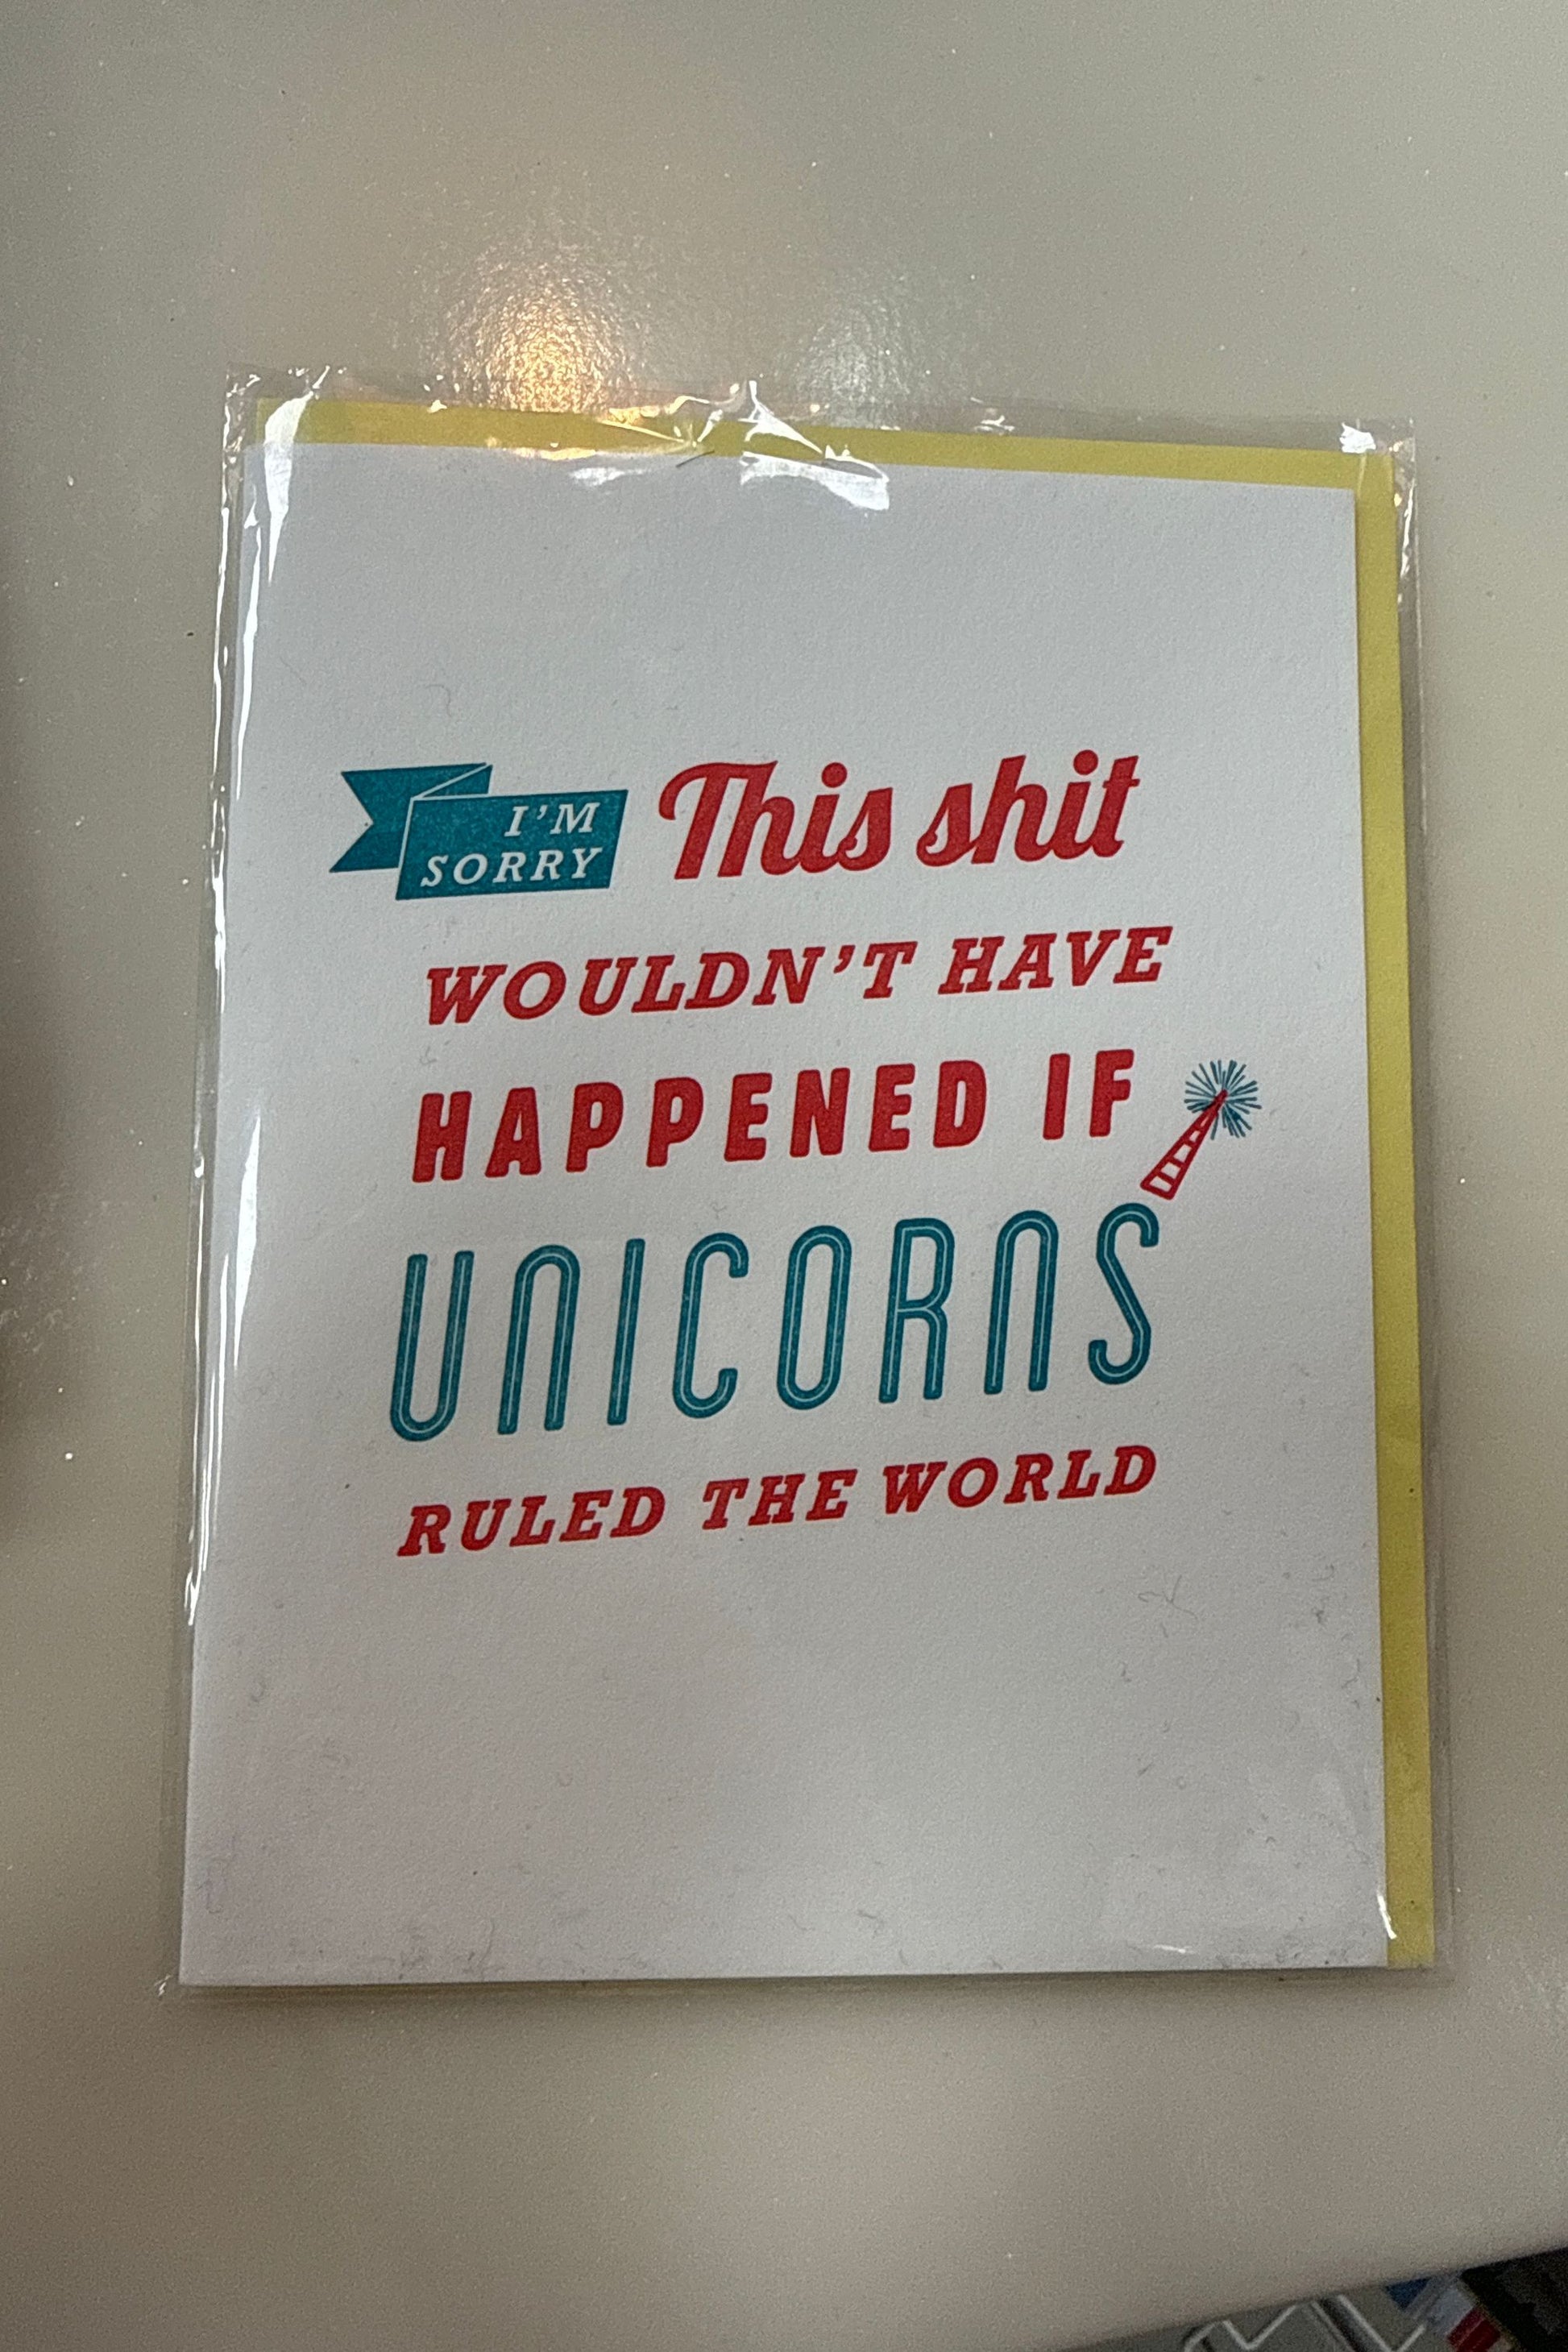 I'M
SORRY
This shit
WOULDN'T HAVE
HAPPENED IF
UNICORNS
RULED THE WORLD